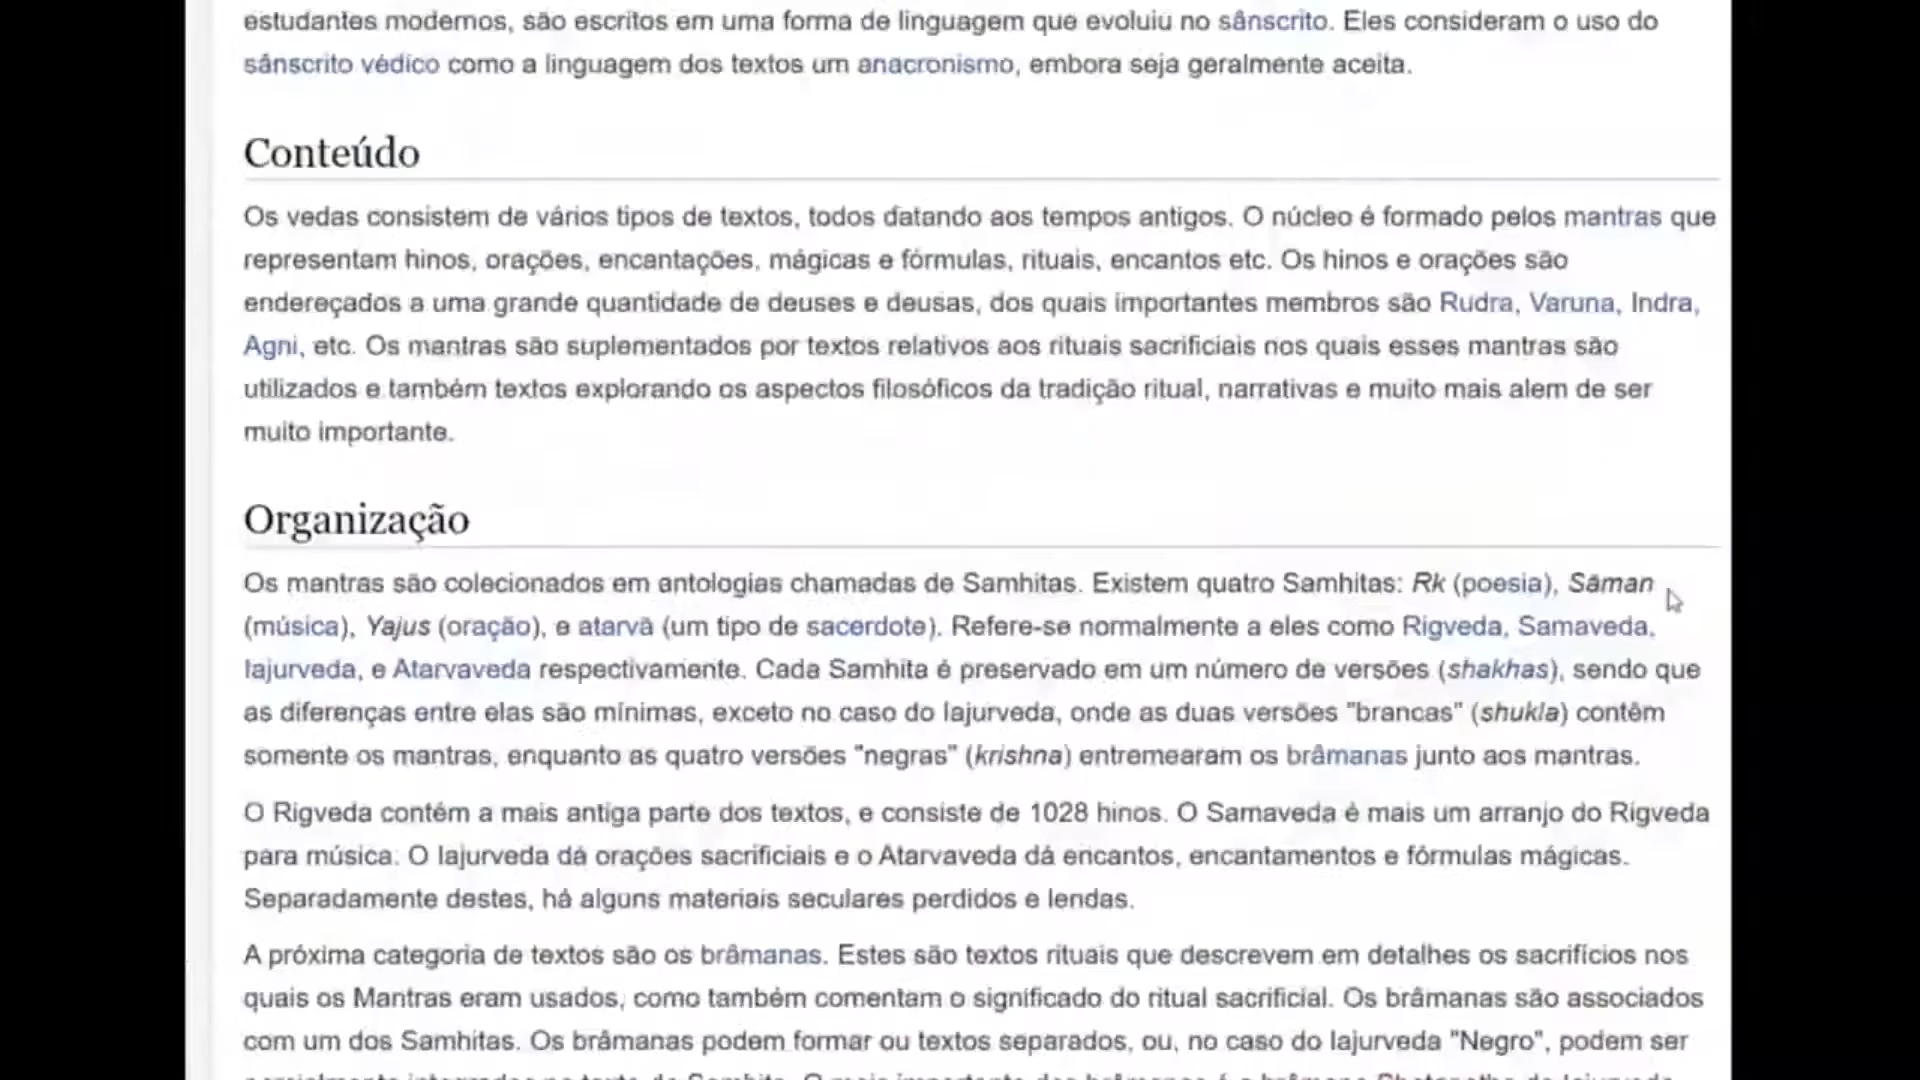 estudantes modernos, são escritos em uma forma de linguagem que evoluiu no sânscrito. Eles consideram o uso do
sânscrito védico como a linguagem dos textos um anacronismo, embora seja geralmente aceita.
Conteúdo
Os vedas consistem de vários tipos de textos, todos datando aos tempos antigos. O núcleo é formado pelos mantras que
representam hinos, orações, encantações, mágicas e fórmulas, rituais, encantos etc. Os hinos e orações são
endereçados a uma grande quantidade de deuses e deusas, dos quais importantes membros são Rudra, Varuna, Indra,
Agni, etc. Os mantras são suplementados por textos relativos aos rituais sacrificiais nos quais esses mantras são
utilizados e também textos explorando os aspectos filosóficos da tradição ritual, narrativas e muito mais alem de ser
muito importante.
Organização
Os mantras são colecionados em antologias chamadas de Samhitas. Existem quatro Samhitas: Rk (poesia), Sāman
(música), Yajus (oração), e atarvā (um tipo de sacerdote). Refere-se normalmente a eles como Rigveda, Samaveda,
Iajurveda, e Atarvaveda respectivamente. Cada Samhita é preservado em um número de versões (shakhas), sendo que
as diferenças entre elas são mínimas, exceto no caso do Iajurveda, onde as duas versões "brancas" (shukla) contêm
somente os mantras, enquanto as quatro versões "negras" (krishna) entremearam os brâmanas junto aos mantras.
O Rigveda contém a mais antiga parte dos textos, e consiste de 1028 hinos. O Samaveda é mais um arranjo do Rigveda
para música. O Iajurveda dá orações sacrificiais e o Atarvaveda dá encantos, encantamentos e fórmulas mágicas.
Separadamente destes, há alguns materiais seculares perdidos e lendas.
A próxima categoria de textos são os brâmanas. Estes são textos rituais que descrevem em detalhes os sacrifícios nos
quais os Mantras eram usados, como também comentam o significado do ritual sacrificial. Os brâmanas são associados
com um dos Samhitas. Os brâmanas podem formar ou textos separados, ou, no caso do Iajurveda "Negro", podem ser